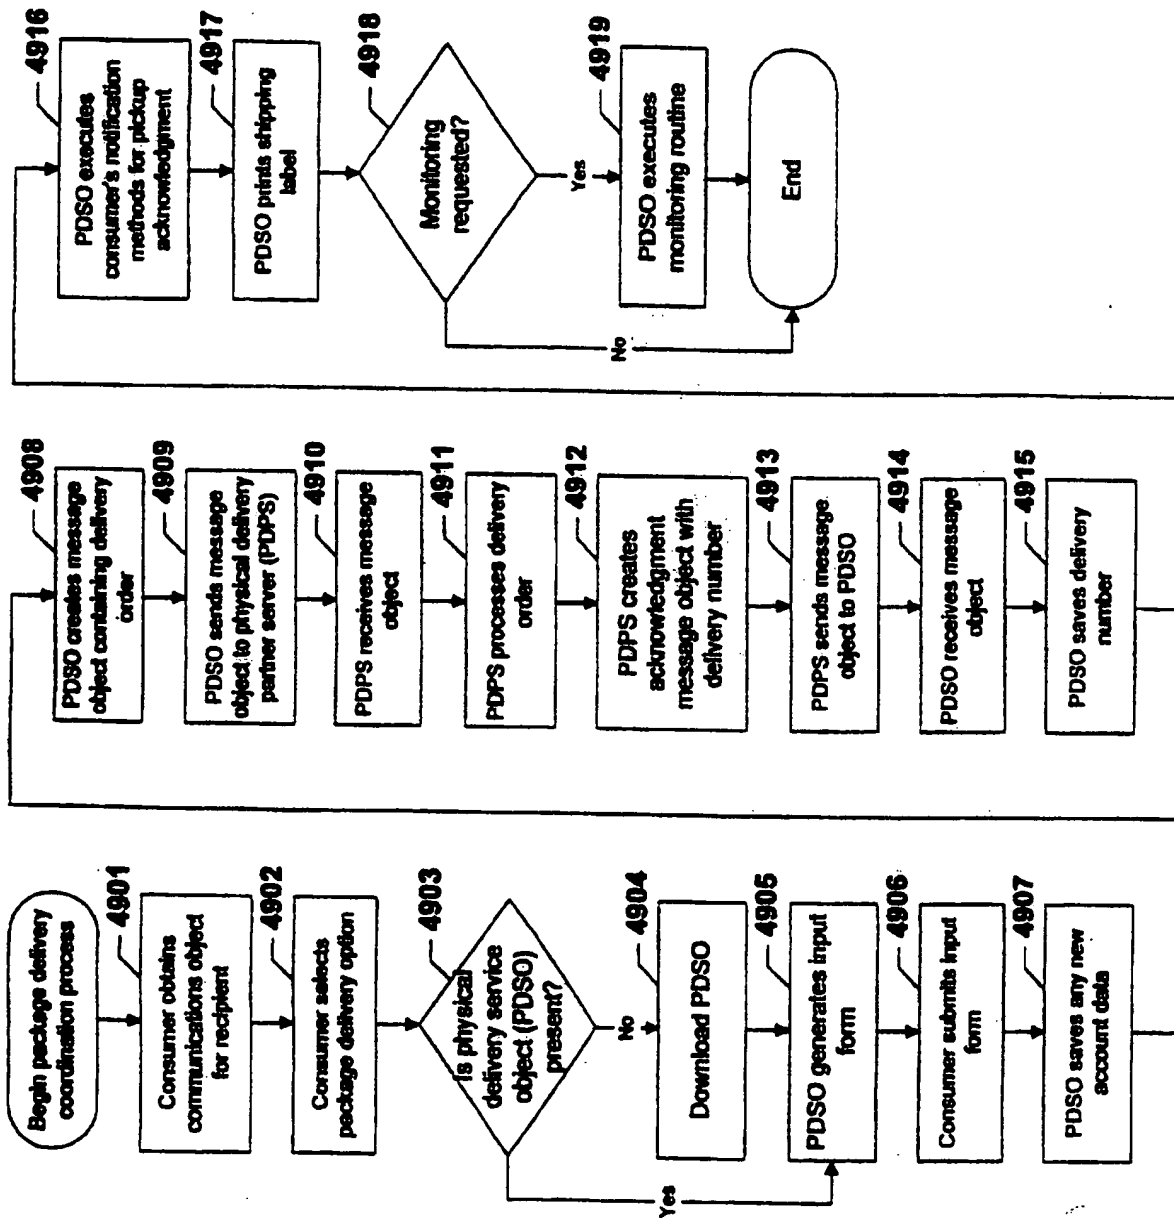 Begin package delivery
coordination process
4901
Consumer obtains
communications object
for recipient
4902
Consumer selects
package delivery option
4903
Is physical
delivery service
object (PDSO)
present?
Yes
No
4904
Download PDSO
4905
PDSO generates input
form
4906
Consumer submits input
form
4907
PDSO saves any new
account data
4908
PDSO creates message
object containing delivery
order
4909
PDSO sends message
object to physical delivery
partner server (PDPS)
4910
PDPS receives message
object
4911
PDPS processes delivery
order
4912
PDPS creates
acknowledgment
message object with
delivery number
4913
PDPS sends message
object to PDSO
4914
PDSO receives message
object
4915
PDSO saves delivery
number
4916
PDSO executes
consumer's notification
methods for pickup
acknowledgment
4917
PDSO prints shipping
label
4918
Monitoring
requested?
No
Yes
4919
PDSO executes
monitoring routine
End